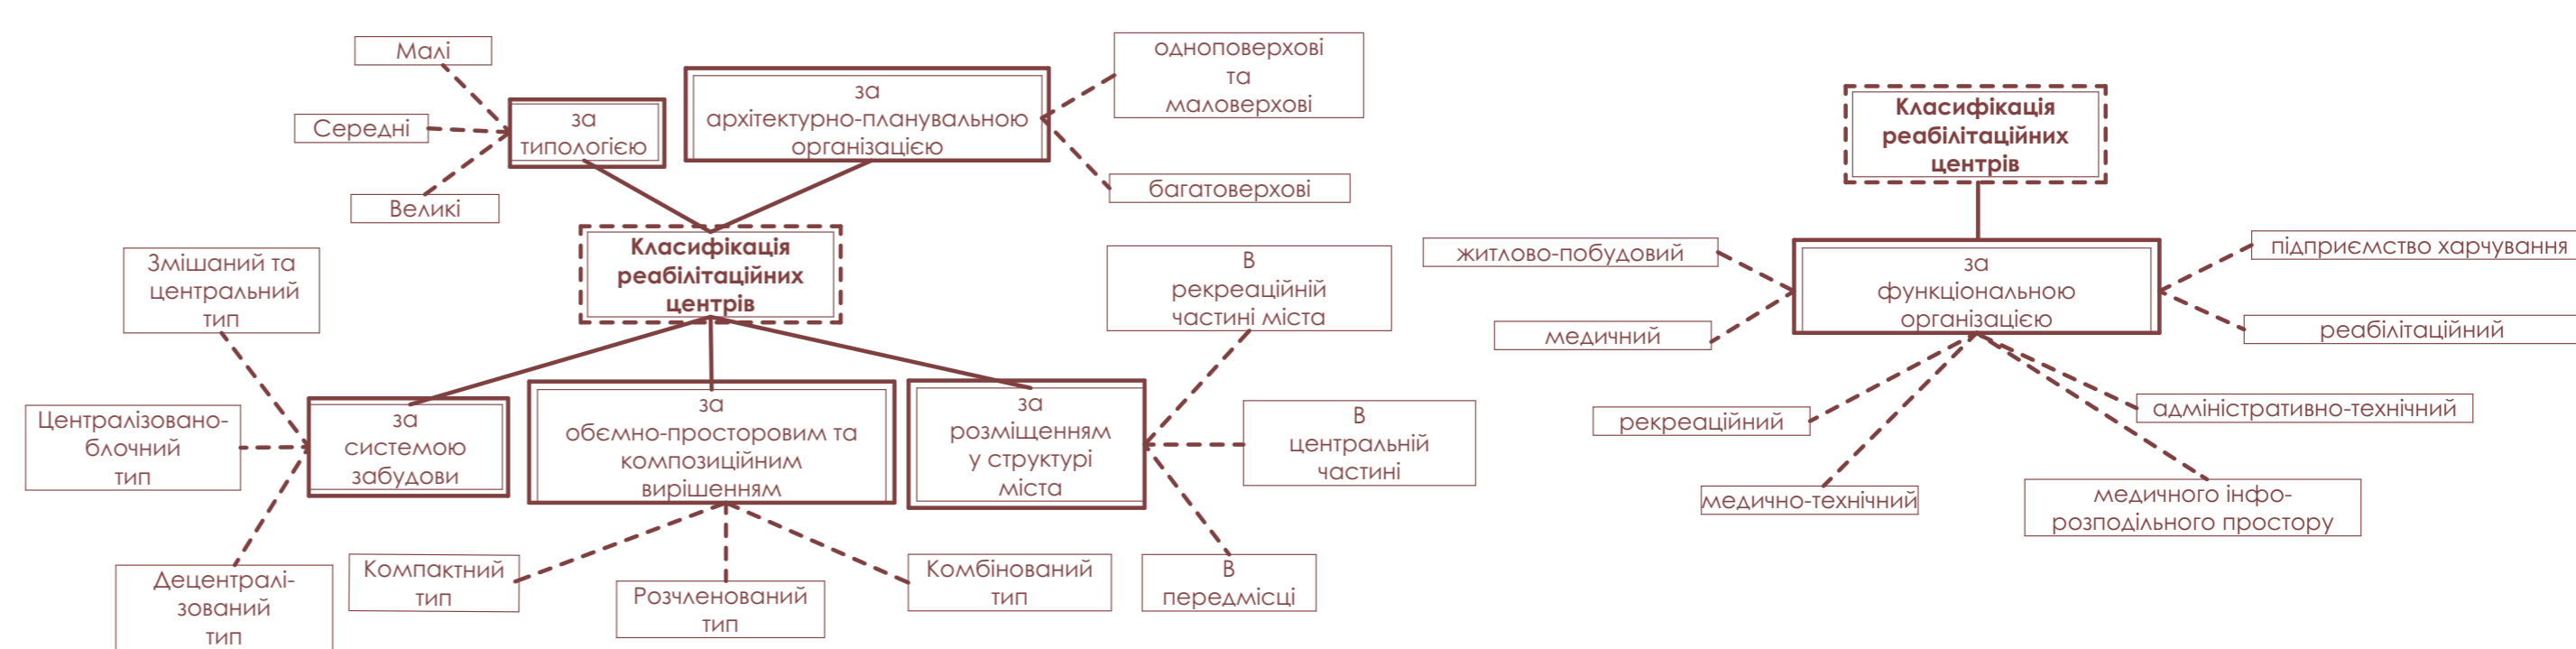 Малі
Середні
Великі
за
типологією
за
архітектурно-планувальною
організацією
одноповерхові
та
маловерхові
багатоверхові
Класифікація
реабілітаційних
центрів
Змішаний та
центральний
тип
Централізовано-
блочний
тип
Децентралі-
зований
тип
за
системою
забудови
за
обємно-просторовим та
композиційним
вирішенням
за
розміщенням
у структурі
міста
В
рекреаційній
частині міста
В
центральній
частині
В
передмісці
Компактний
тип
Розчленований
тип
Комбінований
тип
Класифікація
реабілітаційних
центрів
за
функціональною
організацією
житлово-побудовий
медичний
рекреаційний
медично-технічний
підприємство харчування
реабілітаційний
адміністративно-технічний
медичного інфо-
розподільного простору